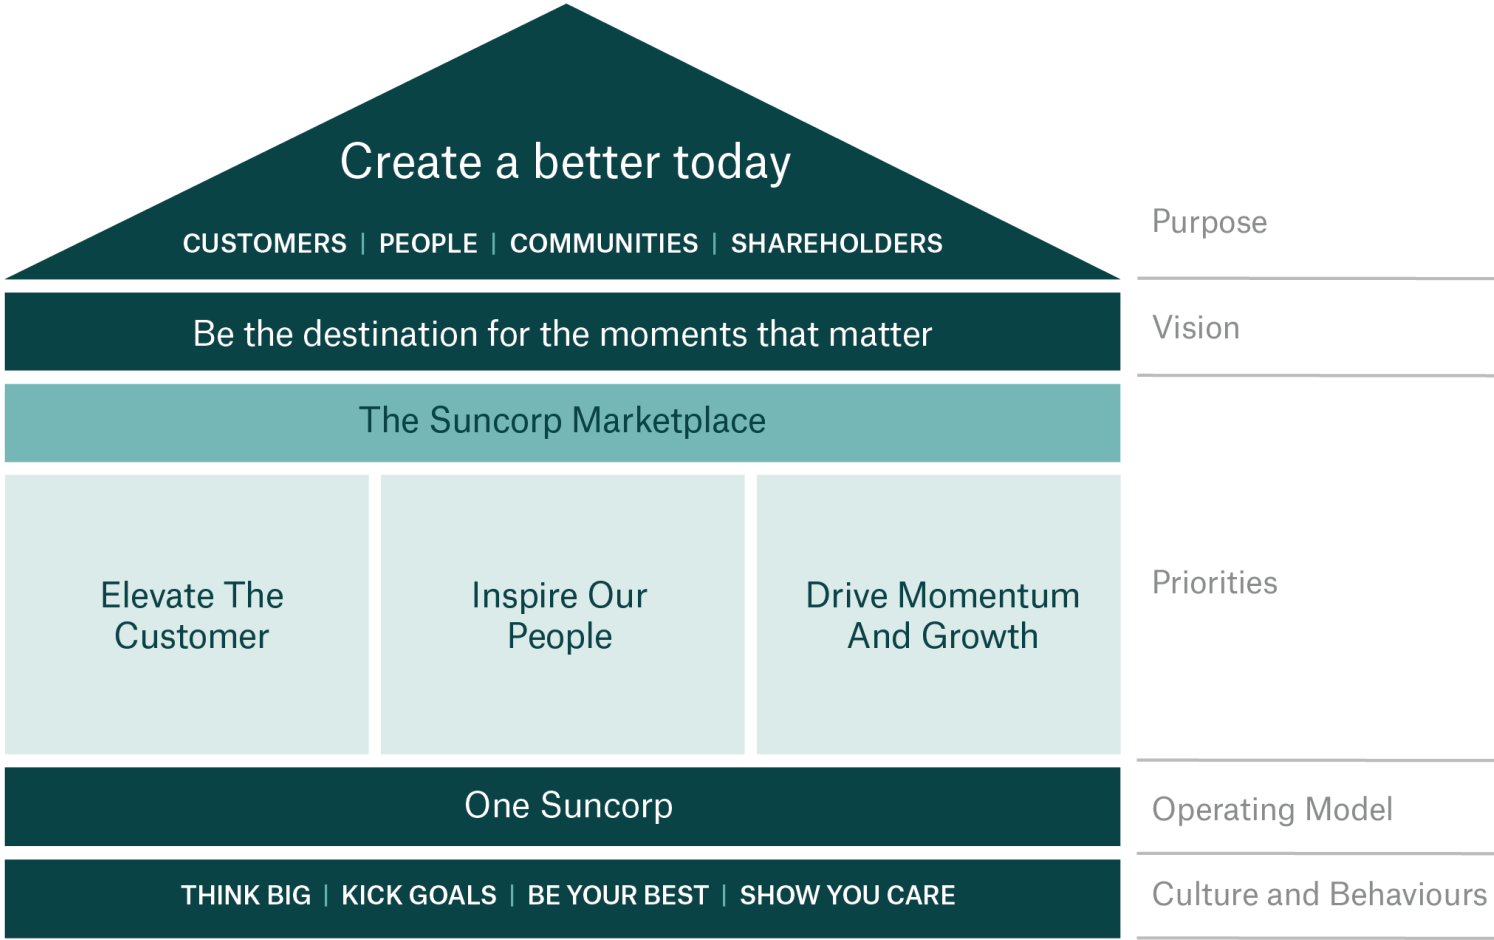 Create a better today
CUSTOMERS | PEOPLE | COMMUNITIES | SHAREHOLDERS
Purpose
Be the destination for the moments that matter
Vision
The Suncorp Marketplace
Elevate The
Customer
Inspire Our
People
Drive Momentum
And Growth
Priorities
One Suncorp
Operating Model
THINK BIG | KICK GOALS | BE YOUR BEST | SHOW YOU CARE
Culture and Behaviours